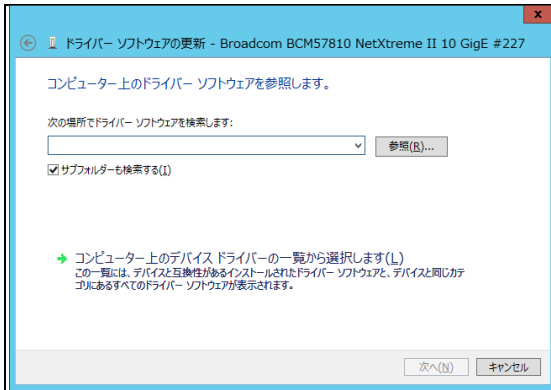 x
ドライバー ソフトウェアの更新 - Broadcom BCM57810 NetXtreme II 10 GigE #227
コンピューター上のドライバー ソフトウェアを参照します。
次の場所でドライバー ソフトウェアを検索します:
参照(R)...
サブフォルダーも検索する(I)
コンピューター上のデバイス ドライバーの一覧から選択します(L)
この一覧には、デバイスと互換性があるインストールされたドライバー ソフトウェアと、デバイスと同じカテ
ゴリにあるすべてのドライバー ソフトウェアが表示されます。
次へ(N)
キャンセル